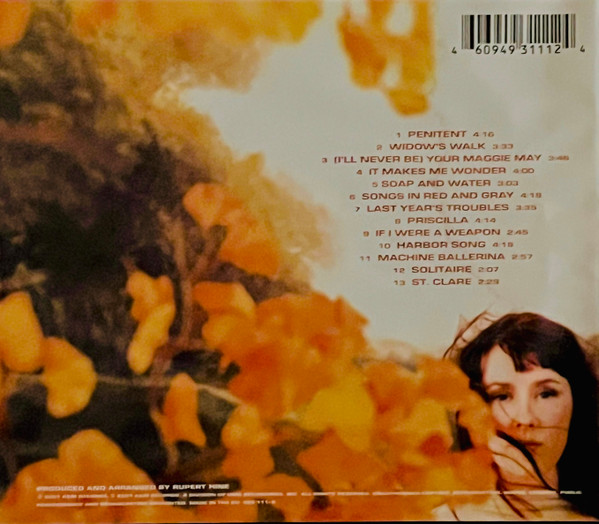 4 60949 31112 4
1 PENITENT 4:16
2 WIDOW'S WALK 3:33
3 (I'LL NEVER BE) YOUR MAGGIE MAY 3:46
4 IT MAKES ME WONDER 4:00
5 SOAP AND WATER 3:03
6 SONGS IN RED AND GRAY 4:19
7 LAST YEAR'S TROUBLES 3:35
8 PRISCILLA 4:14
9 IF I WERE A WEAPON 2:45
10 HARBOR SONG 4:18
11 MACHINE BALLERINA 2:57
12 SOLITAIRE 2:07
13 ST. CLARE 2:29
PRODUCED AND ARRANGED BY RUPERT HINE